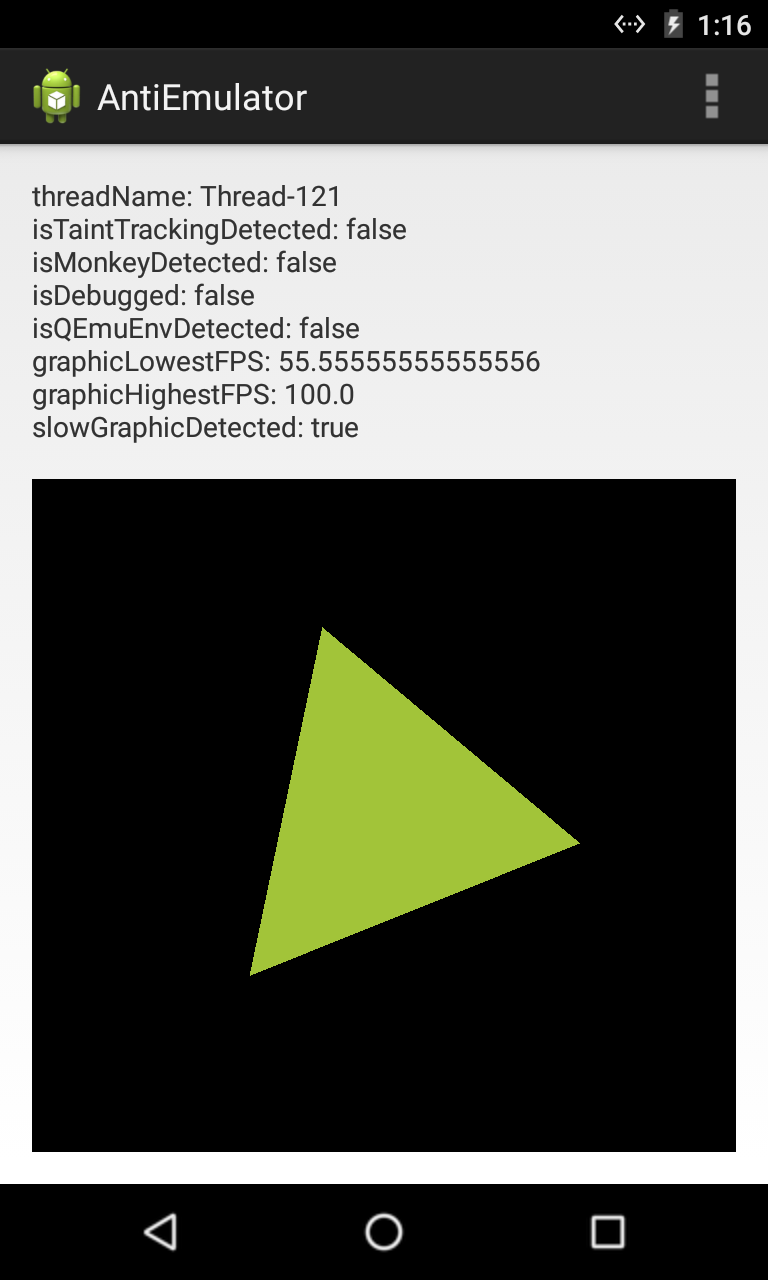 1:16
AntiEmulator
threadName: Thread-121
isTaintTrackingDetected: false
isMonkeyDetected: false
isDebugged: false
isQEmuEnvDetected: false
graphicLowestFPS: 55.55555555555556
graphicHighestFPS: 100.0
slowGraphicDetected: true